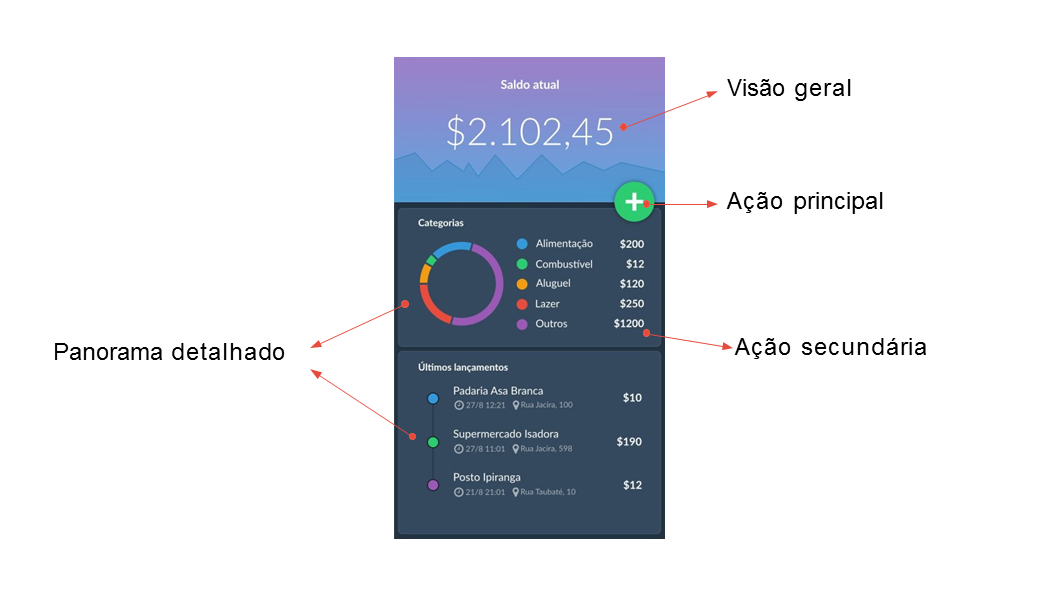 Saldo atual
$2.102,45
Visão geral
Ação principal
Categorias
Alimentação $200
Combustível $12
Aluguel $120
Lazer $250
Outros $1200
Ação secundária
Panorama detalhado
Últimos lançamentos
Padaria Asa Branca $10
27/8 12:21 Rua Jacira, 100
Supermercado Isadora $190
27/8 11:01 Rua Jacira, 598
Posto Ipiranga $12
21/8 21:01 Rua Taubaté, 10